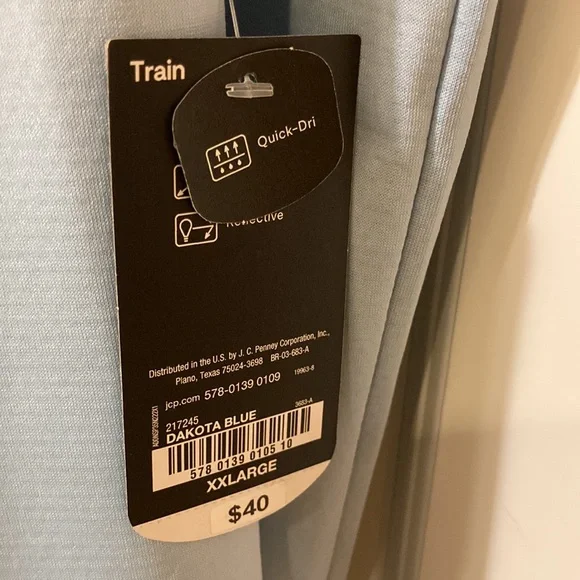 Train
Quick-Dri
Reflective
Distributed in the U.S. by J. C. Penney Corporation, Inc.,
Plano, Texas 75024-3698 BR-03-683-A
19963-8
jcp.com 578-0139 0109
217245
3683-A
DAKOTA BLUE
578 0139 0105 10
XXLARGE
$40